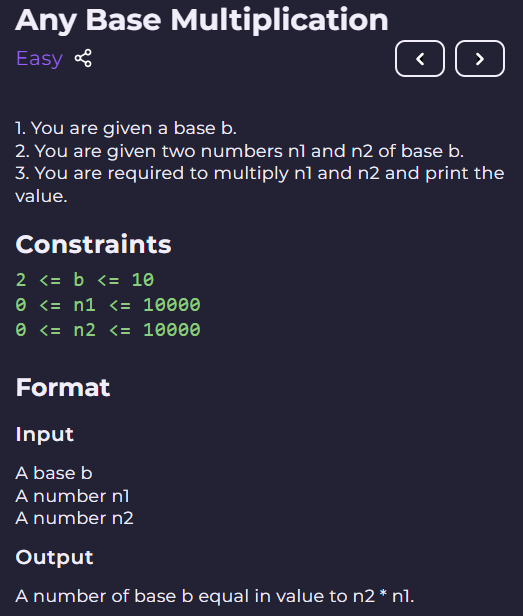 Any Base Multiplication
Easy
1. You are given a base b.
2. You are given two numbers n1 and n2 of base b.
3. You are required to multiply n1 and n2 and print the
value.
Constraints
2 <= b <= 10
0 <= n1 <= 10000
0 <= n2 <= 10000
Format
Input
A base b
A number n1
A number n2
Output
A number of base b equal in value to n2 * n1.